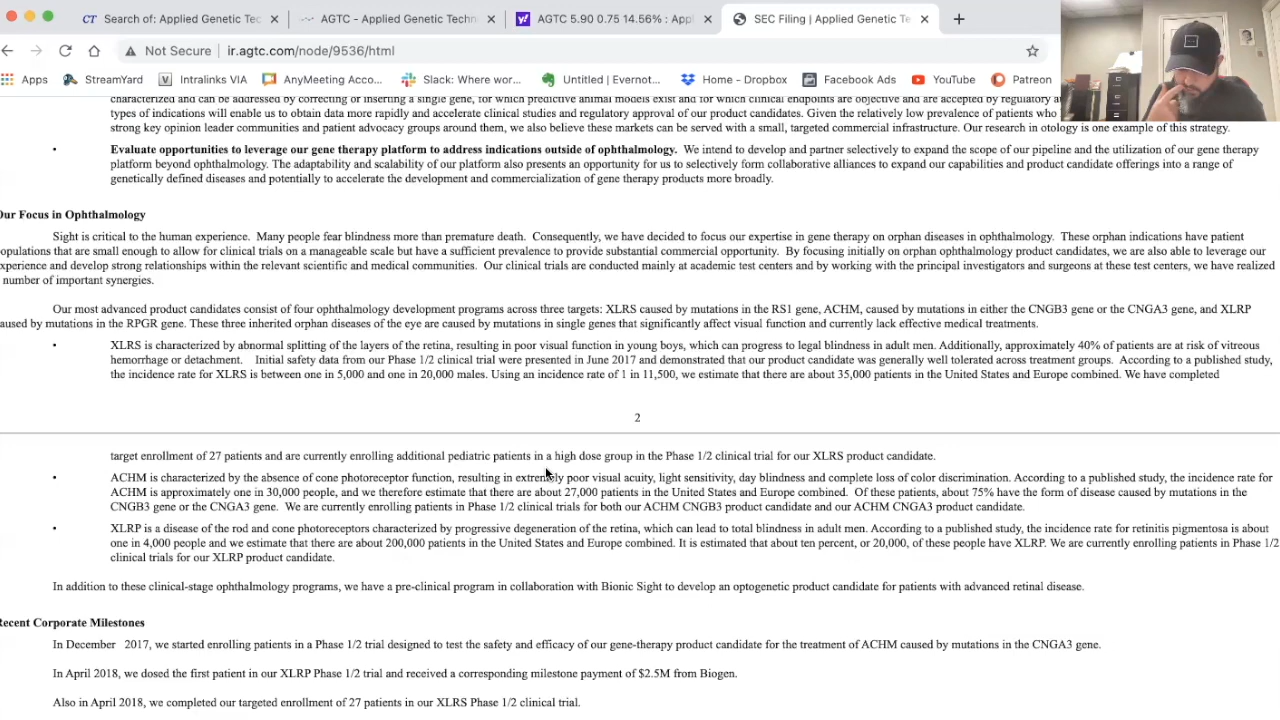 Search of: Applied Genetic Tec
AGTC - Applied Genetic Techn
AGTC 5.90 0.75 14.56% : Appl
SEC Filing | Applied Genetic Te
Not Secure | ir.agtc.com/node/9536/html
Apps StreamYard Intralinks VIA AnyMeeting Acco... Slack: Where wor... Untitled | Evernot... Home - Dropbox Facebook Ads YouTube Patreon
characterized and can be addressed by correcting or inserting a single gene, for which predictive animal models exist and for which clinical endpoints are objective and are accepted by regulatory
types of indications will enable us to obtain data more rapidly and accelerate clinical studies and regulatory approval of our product candidates. Given the relatively low prevalence of patients who
strong key opinion leader communities and patient advocacy groups around them, we also believe these markets can be served with a small, targeted commercial infrastructure. Our research in otology is one example of this strategy.
• Evaluate opportunities to leverage our gene therapy platform to address indications outside of ophthalmology. We intend to develop and partner selectively to expand the scope of our pipeline and the utilization of our gene therapy
platform beyond ophthalmology. The adaptability and scalability of our platform also presents an opportunity for us to selectively form collaborative alliances to expand our capabilities and product candidate offerings into a range of
genetically defined diseases and potentially to accelerate the development and commercialization of gene therapy products more broadly.
Our Focus in Ophthalmology
Sight is critical to the human experience. Many people fear blindness more than premature death. Consequently, we have decided to focus our expertise in gene therapy on orphan diseases in ophthalmology. These orphan indications have patient
opulations that are small enough to allow for clinical trials on a manageable scale but have a sufficient prevalence to provide substantial commercial opportunity. By focusing initially on orphan ophthalmology product candidates, we are also able to leverage our
xperience and develop strong relationships within the relevant scientific and medical communities. Our clinical trials are conducted mainly at academic test centers and by working with the principal investigators and surgeons at these test centers, we have realized
number of important synergies.
Our most advanced product candidates consist of four ophthalmology development programs across three targets: XLRS caused by mutations in the RS1 gene, ACHM, caused by mutations in either the CNGB3 gene or the CNGA3 gene, and XLRP
aused by mutations in the RPGR gene. These three inherited orphan diseases of the eye are caused by mutations in single genes that significantly affect visual function and currently lack effective medical treatments.
• XLRS is characterized by abnormal splitting of the layers of the retina, resulting in poor visual function in young boys, which can progress to legal blindness in adult men. Additionally, approximately 40% of patients are at risk of vitreous
hemorrhage or detachment. Initial safety data from our Phase 1/2 clinical trial were presented in June 2017 and demonstrated that our product candidate was generally well tolerated across treatment groups. According to a published study,
the incidence rate for XLRS is between one in 5,000 and one in 20,000 males. Using an incidence rate of 1 in 11,500, we estimate that there are about 35,000 patients in the United States and Europe combined. We have completed
2
target enrollment of 27 patients and are currently enrolling additional pediatric patients in a high dose group in the Phase 1/2 clinical trial for our XLRS product candidate.
• ACHM is characterized by the absence of cone photoreceptor function, resulting in extremely poor visual acuity, light sensitivity, day blindness and complete loss of color discrimination. According to a published study, the incidence rate for
ACHM is approximately one in 30,000 people, and we therefore estimate that there are about 27,000 patients in the United States and Europe combined. Of these patients, about 75% have the form of disease caused by mutations in the
CNGB3 gene or the CNGA3 gene. We are currently enrolling patients in Phase 1/2 clinical trials for both our ACHM CNGB3 product candidate and our ACHM CNGA3 product candidate.
• XLRP is a disease of the rod and cone photoreceptors characterized by progressive degeneration of the retina, which can lead to total blindness in adult men. According to a published study, the incidence rate for retinitis pigmentosa is about
one in 4,000 people and we estimate that there are about 200,000 patients in the United States and Europe combined. It is estimated that about ten percent, or 20,000, of these people have XLRP. We are currently enrolling patients in Phase 1/2
clinical trials for our XLRP product candidate.
In addition to these clinical-stage ophthalmology programs, we have a pre-clinical program in collaboration with Bionic Sight to develop an optogenetic product candidate for patients with advanced retinal disease.
Recent Corporate Milestones
In December 2017, we started enrolling patients in a Phase 1/2 trial designed to test the safety and efficacy of our gene-therapy product candidate for the treatment of ACHM caused by mutations in the CNGA3 gene.
In April 2018, we dosed the first patient in our XLRP Phase 1/2 trial and received a corresponding milestone payment of $2.5M from Biogen.
Also in April 2018, we completed our targeted enrollment of 27 patients in our XLRS Phase 1/2 clinical trial.